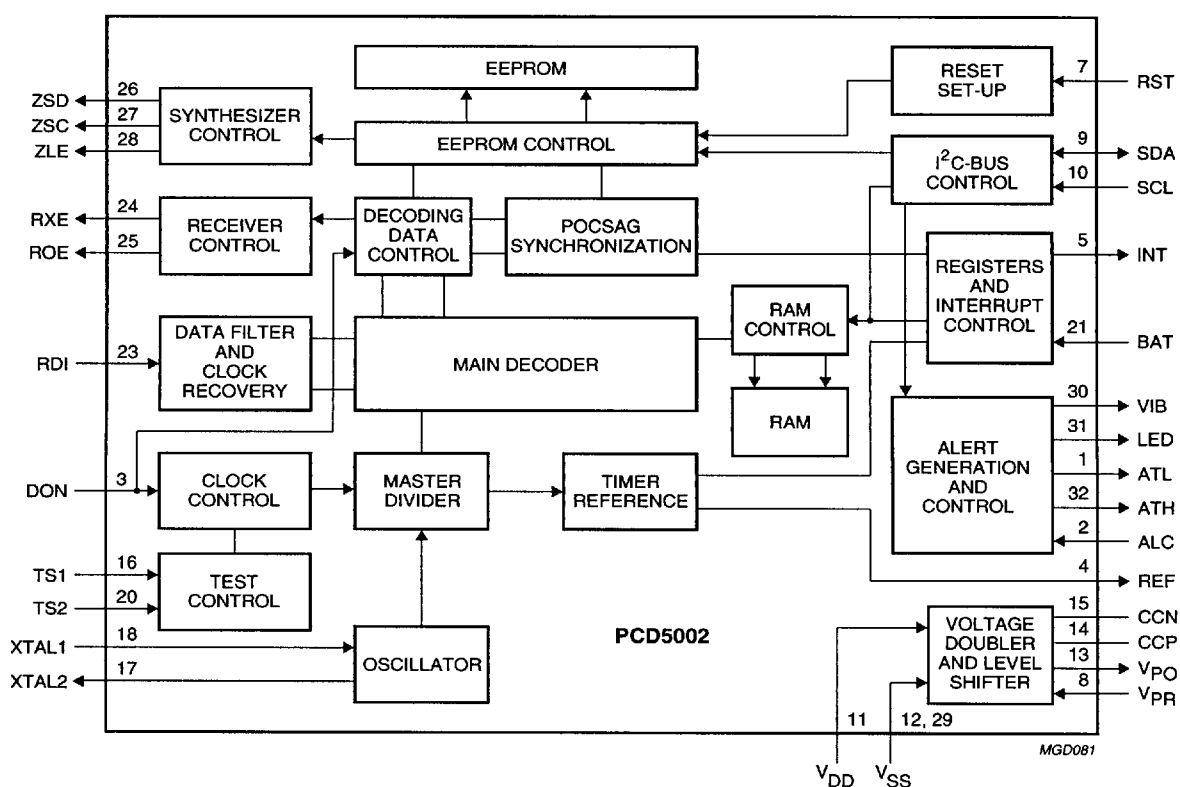 EEPROM
RESET
SET-UP
7
RST
ZSD
26
ZSC
27
ZLE
28
SYNTHESIZER
CONTROL
EEPROM CONTROL
I²C-BUS
CONTROL
9
SDA
10
SCL
RXE
24
ROE
25
RECEIVER
CONTROL
DECODING
DATA
CONTROL
POCSAG
SYNCHRONIZATION
REGISTERS
AND
INTERRUPT
CONTROL
5
INT
21
BAT
RDI
23
DATA FILTER
AND
CLOCK
RECOVERY
MAIN DECODER
RAM
CONTROL
RAM
ALERT
GENERATION
AND
CONTROL
30
VIB
31
LED
1
ATL
32
ATH
2
ALC
DON
3
CLOCK
CONTROL
MASTER
DIVIDER
TIMER
REFERENCE
4
REF
TS1
16
TS2
20
TEST
CONTROL
XTAL1
18
XTAL2
17
OSCILLATOR
PCD5002
VOLTAGE
DOUBLER
AND LEVEL
SHIFTER
15
CCN
14
CCP
13
VPO
8
VPR
11
12, 29
VDD
VSS
MGD081